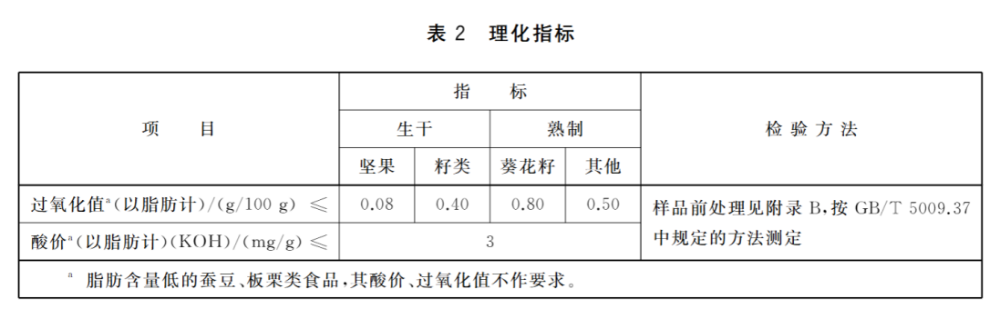 表 2 理化指标
项 目
指 标
检 验 方 法
生干
熟制
坚果
籽类
葵花籽
其他
过氧化值ᵃ(以脂肪计)/(g/100 g) ≤
0.08
0.40
0.80
0.50
样品前处理见附录 B,按 GB/T 5009.37
中规定的方法测定
酸价ᵃ(以脂肪计)(KOH)/(mg/g) ≤
3
ᵃ 脂肪含量低的蚕豆、板栗类食品,其酸价、过氧化值不作要求。